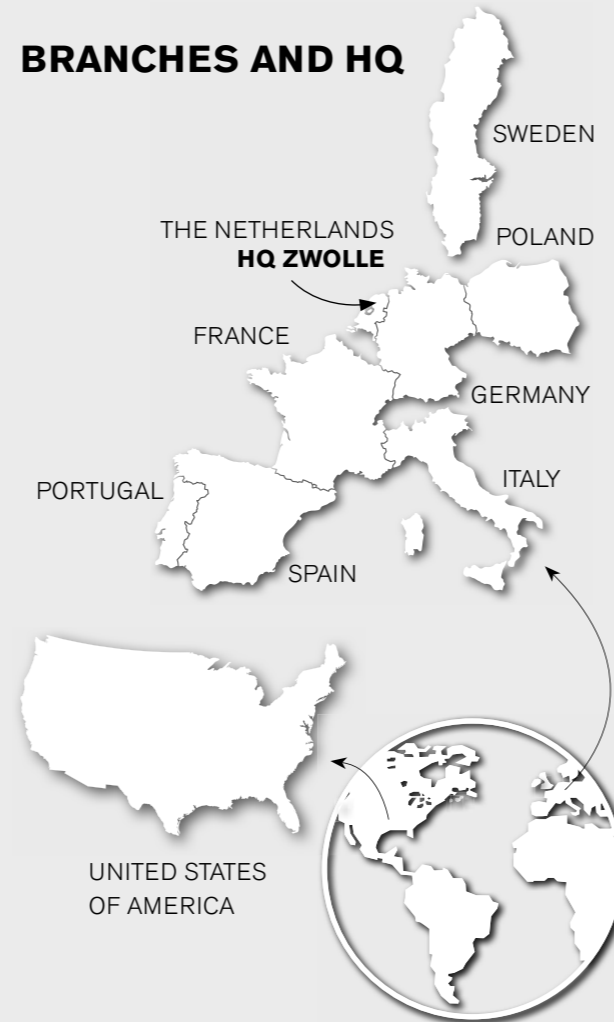 BRANCHES AND HQ
SWEDEN
THE NETHERLANDS
HQ ZWOLLE
POLAND
FRANCE
GERMANY
ITALY
PORTUGAL
SPAIN
UNITED STATES
OF AMERICA